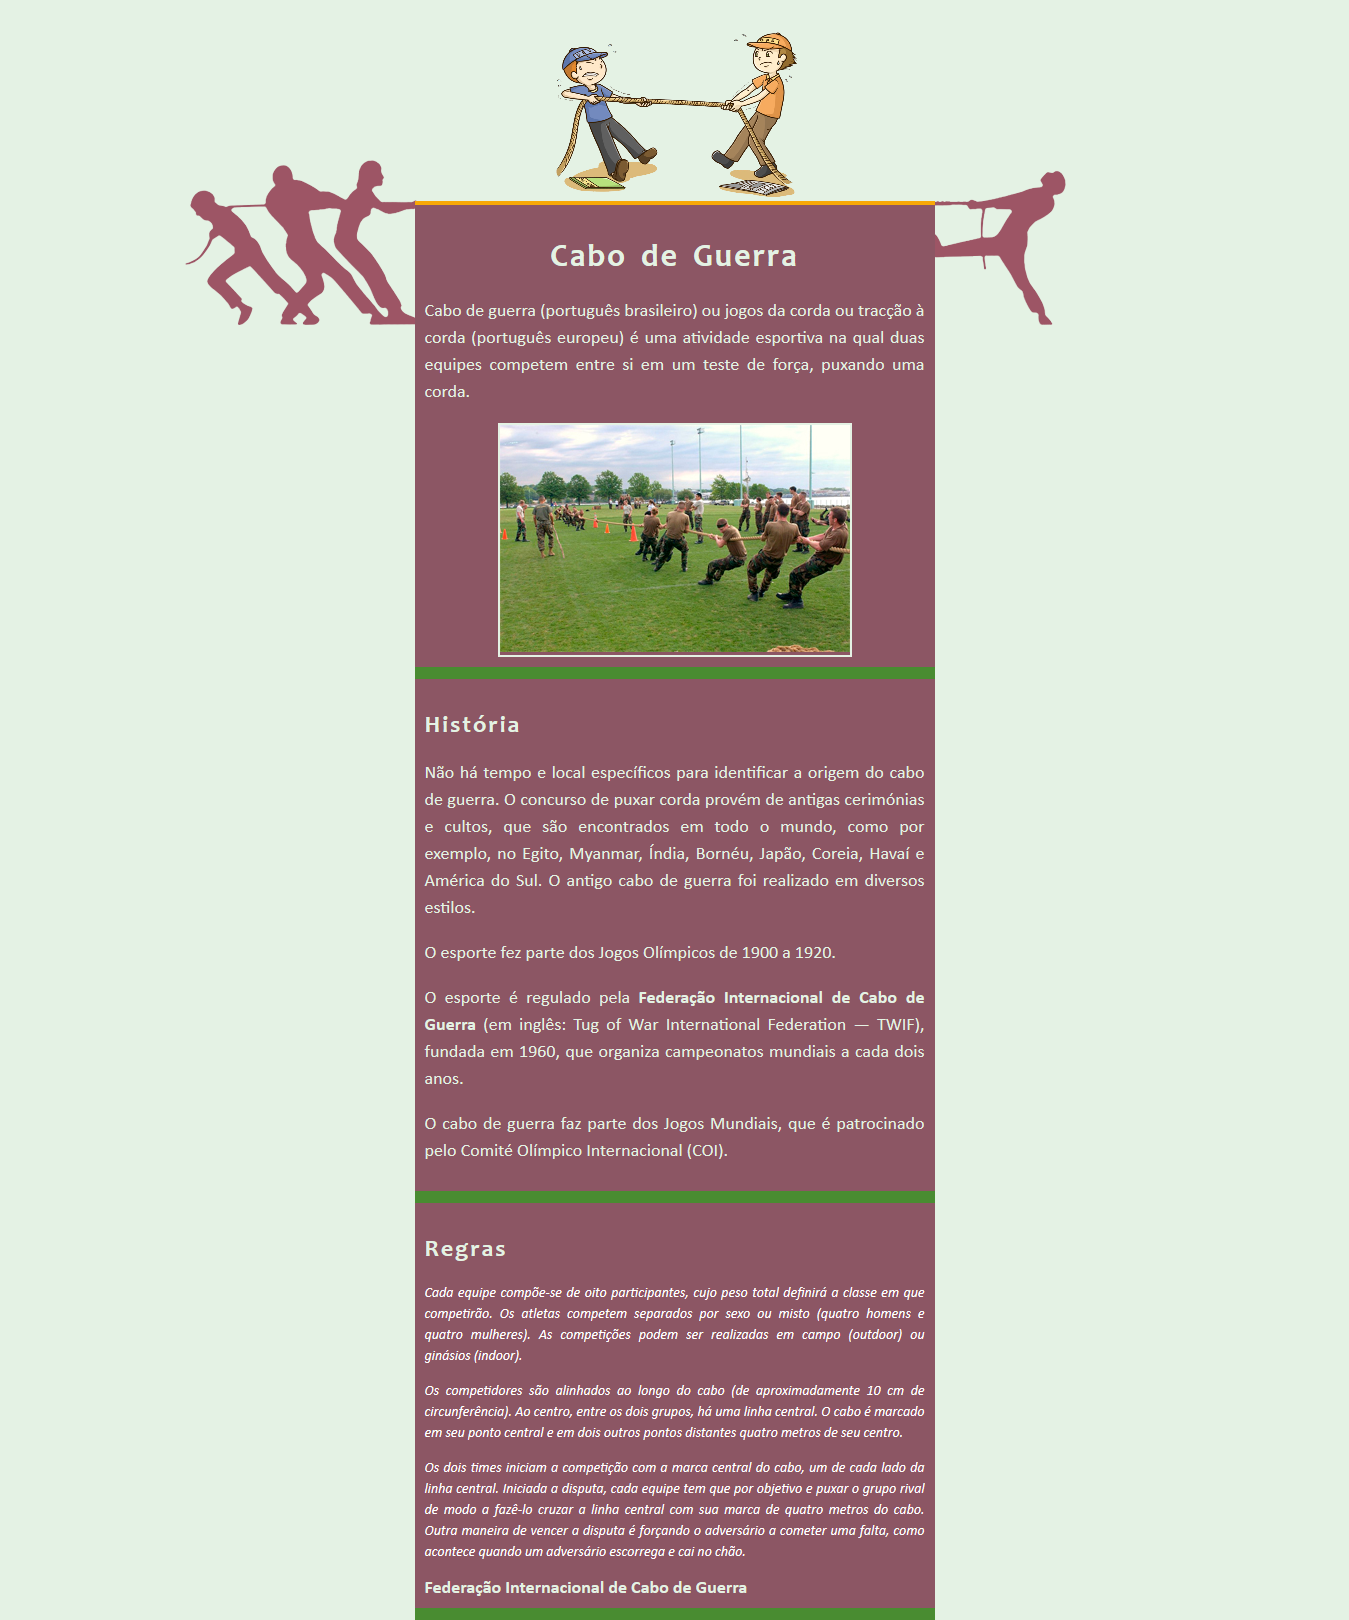 Cabo de Guerra
Cabo de guerra (português brasileiro) ou jogos da corda ou tracção à
corda (português europeu) é uma atividade esportiva na qual duas
equipes competem entre si em um teste de força, puxando uma
corda.
História
Não há tempo e local específicos para identificar a origem do cabo
de guerra. O concurso de puxar corda provém de antigas cerimónias
e cultos, que são encontrados em todo o mundo, como por
exemplo, no Egito, Myanmar, Índia, Bornéu, Japão, Coreia, Havaí e
América do Sul. O antigo cabo de guerra foi realizado em diversos
estilos.
O esporte fez parte dos Jogos Olímpicos de 1900 a 1920.
O esporte é regulado pela Federação Internacional de Cabo de
Guerra (em inglês: Tug of War International Federation — TWIF),
fundada em 1960, que organiza campeonatos mundiais a cada dois
anos.
O cabo de guerra faz parte dos Jogos Mundiais, que é patrocinado
pelo Comité Olímpico Internacional (COI).
Regras
Cada equipe compõe-se de oito participantes, cujo peso total definirá a classe em que
competirão. Os atletas competem separados por sexo ou misto (quatro homens e
quatro mulheres). As competições podem ser realizadas em campo (outdoor) ou
ginásios (indoor).
Os competidores são alinhados ao longo do cabo (de aproximadamente 10 cm de
circunferência). Ao centro, entre os dois grupos, há uma linha central. O cabo é marcado
em seu ponto central e em dois outros pontos distantes quatro metros de seu centro.
Os dois times iniciam a competição com a marca central do cabo, um de cada lado da
linha central. Iniciada a disputa, cada equipe tem que por objetivo e puxar o grupo rival
de modo a fazê-lo cruzar a linha central com sua marca de quatro metros do cabo.
Outra maneira de vencer a disputa é forçando o adversário a cometer uma falta, como
acontece quando um adversário escorrega e cai no chão.
Federação Internacional de Cabo de Guerra